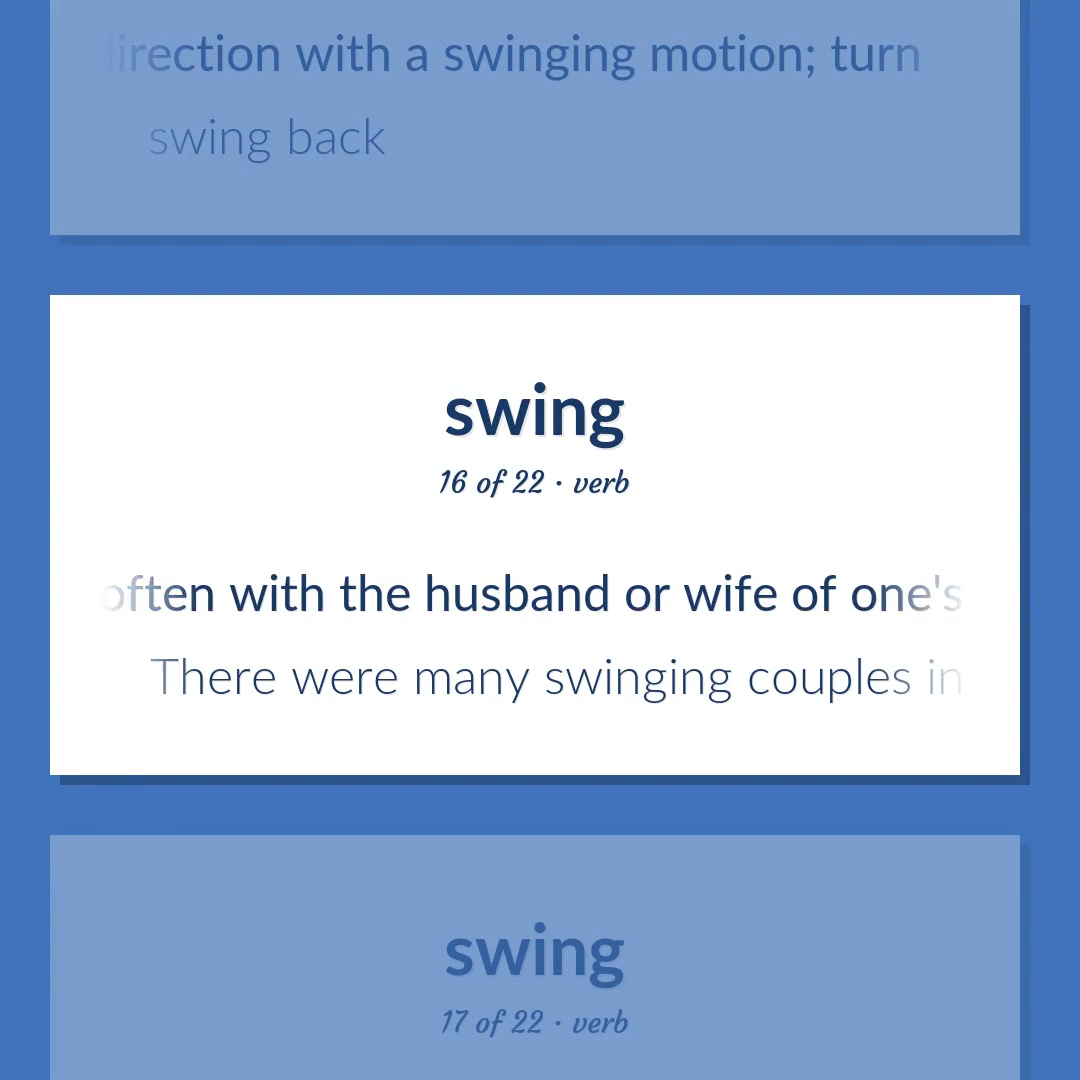 direction with a swinging motion; turn
swing back
swing
16 of 22 · verb
often with the husband or wife of one's
There were many swinging couples in
swing
17 of 22 · verb